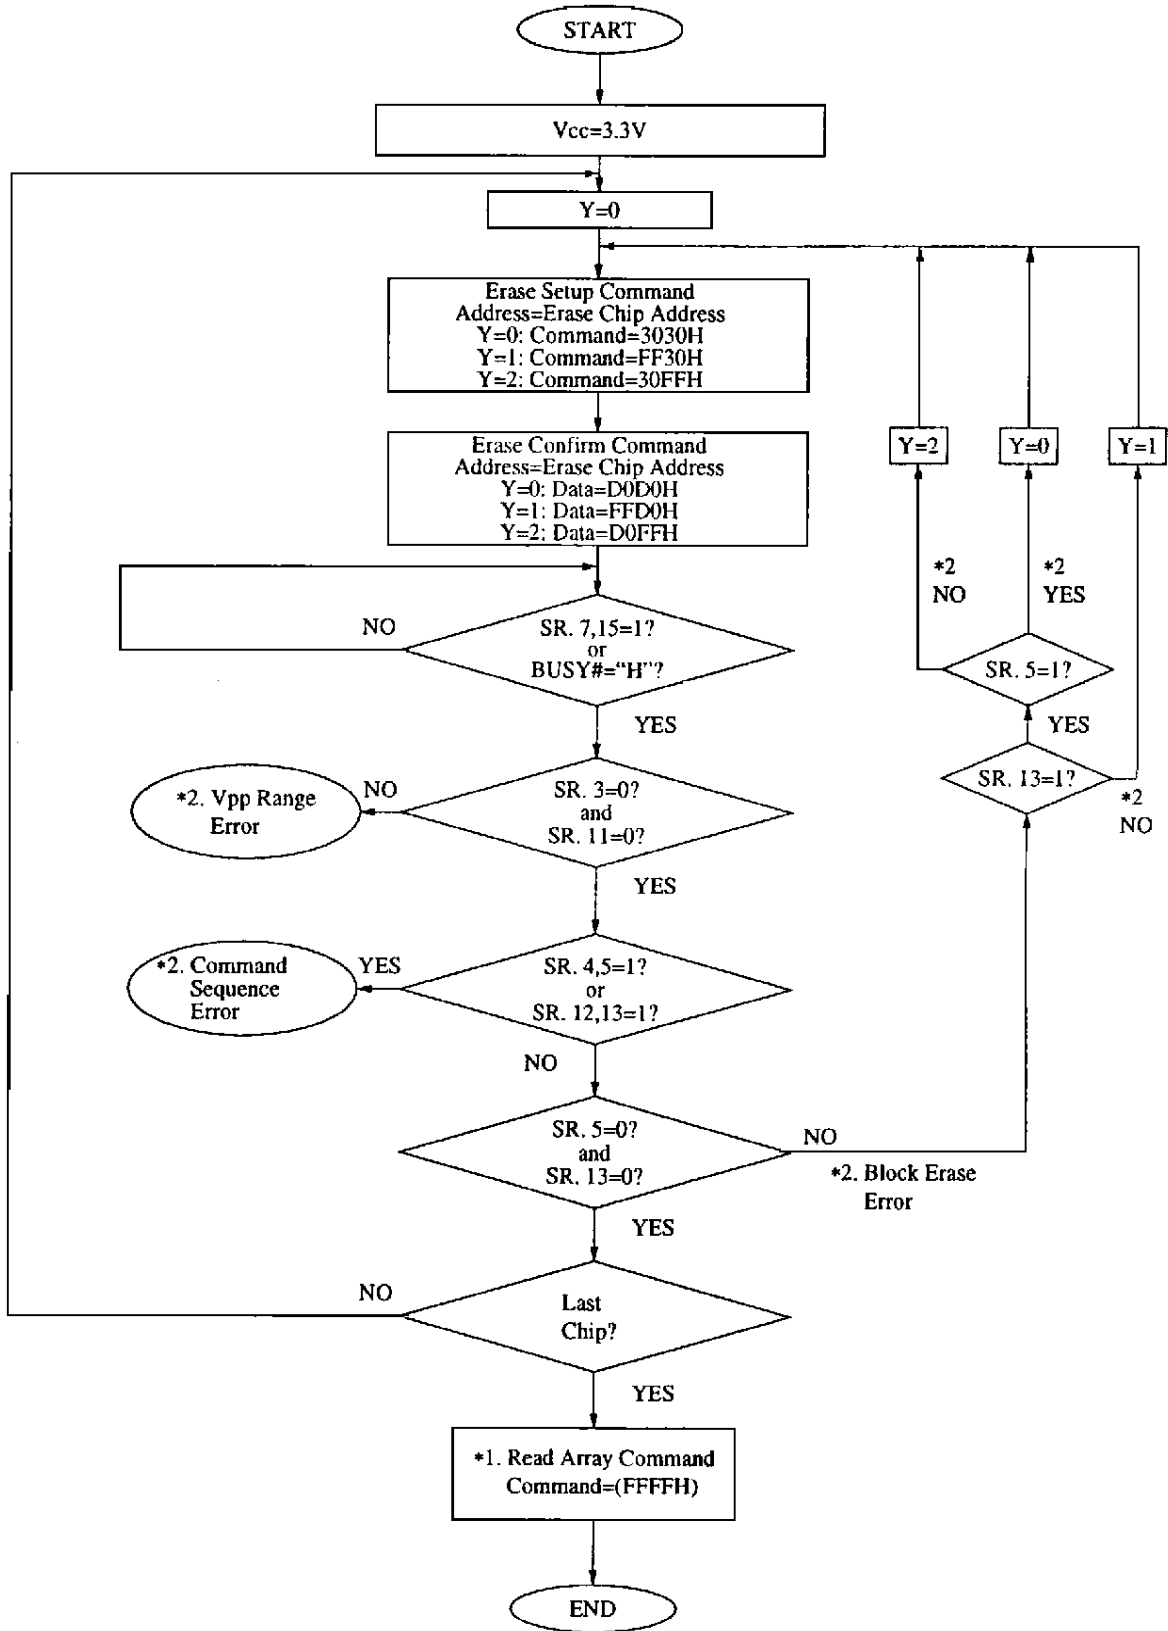 START
Vcc=3.3V
Y=0
Erase Setup Command
Address=Erase Chip Address
Y=0: Command=3030H
Y=1: Command=FF30H
Y=2: Command=30FFH
Erase Confirm Command
Address=Erase Chip Address
Y=0: Data=D0D0H
Y=1: Data=FFD0H
Y=2: Data=D0FFH
Y=2
Y=0
Y=1
*2
NO
*2
YES
SR. 5=1?
YES
SR. 13=1?
*2
NO
NO
SR. 7,15=1?
or
BUSY#="H"?
YES
*2. Vpp Range
Error
NO
SR. 3=0?
and
SR. 11=0?
YES
*2. Command
Sequence
Error
YES
SR. 4,5=1?
or
SR. 12,13=1?
NO
SR. 5=0?
and
SR. 13=0?
NO
*2. Block Erase
Error
YES
NO
Last
Chip?
YES
*1. Read Array Command
Command=(FFFFH)
END